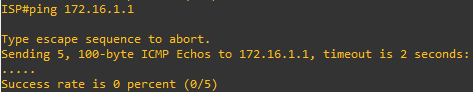 ISP#ping 172.16.1.1
Type escape sequence to abort.
Sending 5, 100-byte ICMP Echos to 172.16.1.1, timeout is 2 seconds:
.....
Success rate is 0 percent (0/5)